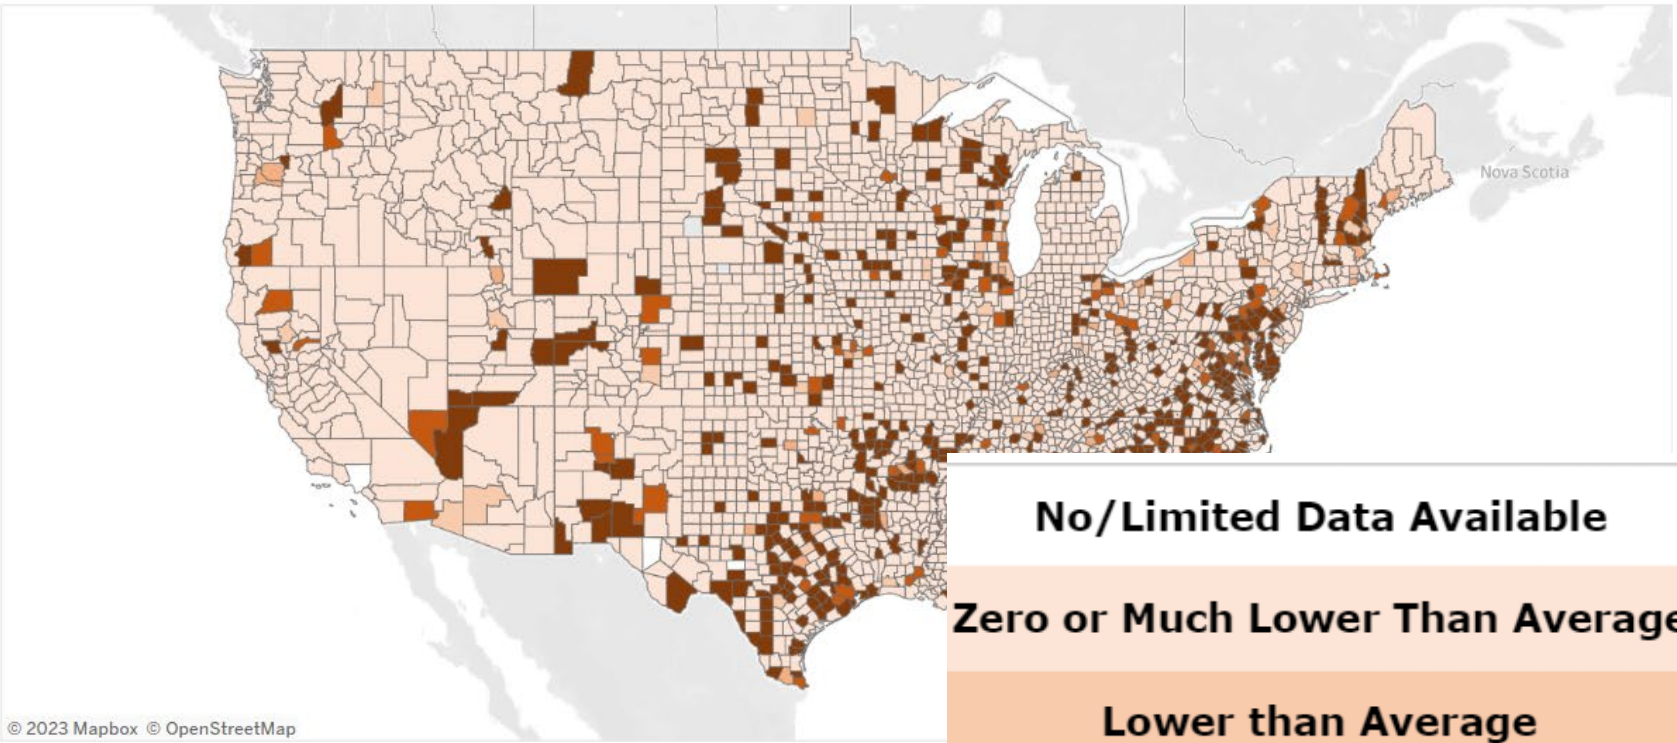 Nova Scotia
No/Limited Data Available
Zero or Much Lower Than Average
Lower than Average
© 2023 Mapbox © OpenStreetMap